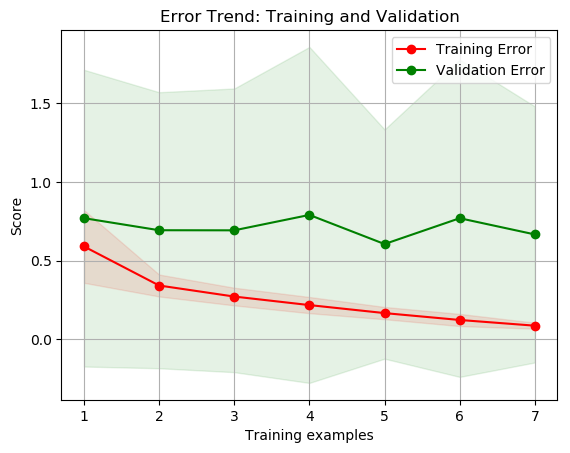 Error Trend: Training and Validation
Training Error
Validation Error
1.5
1.0
0.5
0.0
Score
1 2 3 4 5 6 7
Training examples